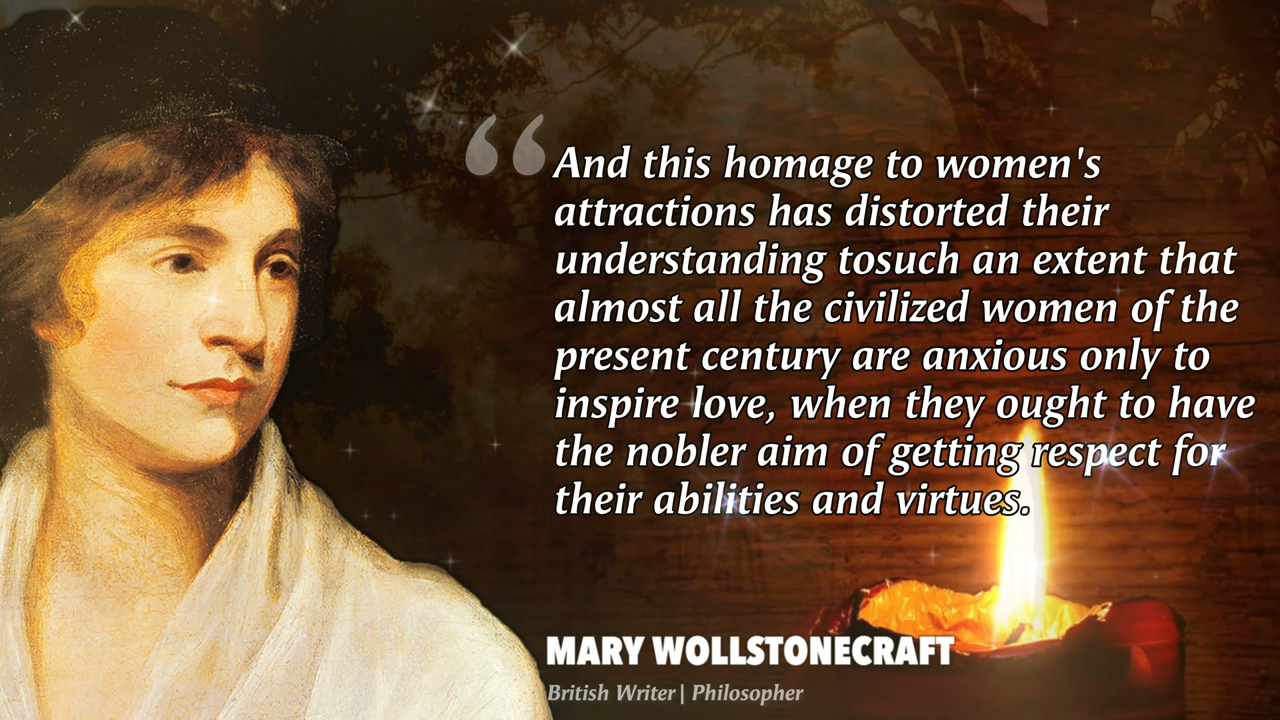 “And this homage to women's
attractions has distorted their
understanding tosuch an extent that
almost all the civilized women of the
present century are anxious only to
inspire love, when they ought to have
the nobler aim of getting respect for
their abilities and virtues.
MARY WOLLSTONECRAFT
British Writer | Philosopher